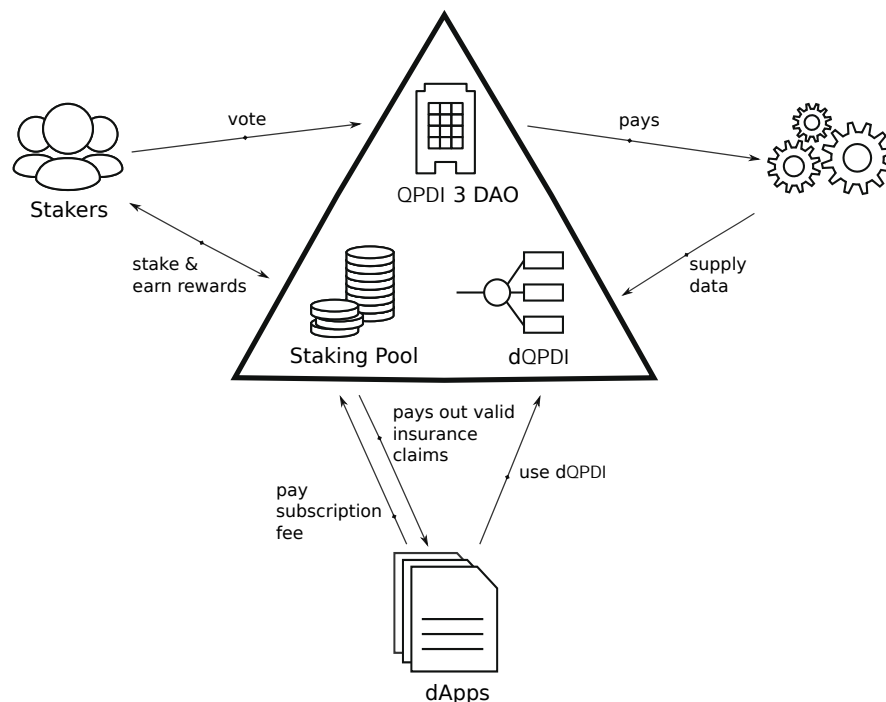 vote
pays
Stakers
QPDI 3 DAO
stake &
earn rewards
supply
data
Staking Pool
dQPDI
pays out valid
insurance
claims
use dQPDI
pay
subscription
fee
dApps